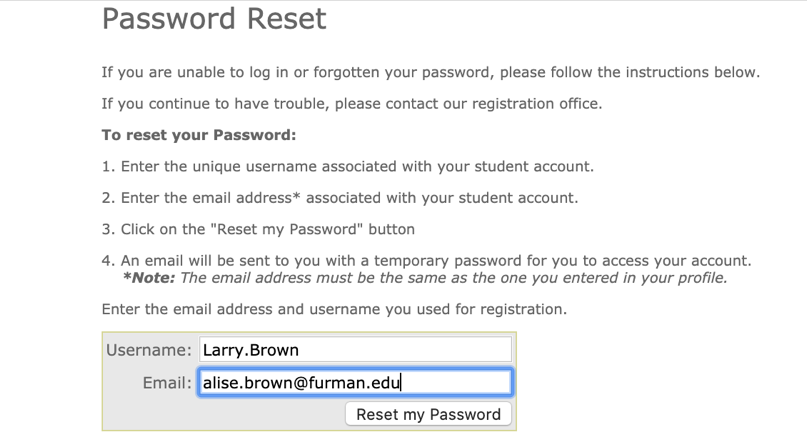 Password Reset
If you are unable to log in or forgotten your password, please follow the instructions below.
If you continue to have trouble, please contact our registration office.
To reset your Password:
1. Enter the unique username associated with your student account.
2. Enter the email address* associated with your student account.
3. Click on the "Reset my Password" button
4. An email will be sent to you with a temporary password for you to access your account.
*Note: The email address must be the same as the one you entered in your profile.
Enter the email address and username you used for registration.
Username: Larry.Brown
Email: alise.brown@furman.edu
Reset my Password